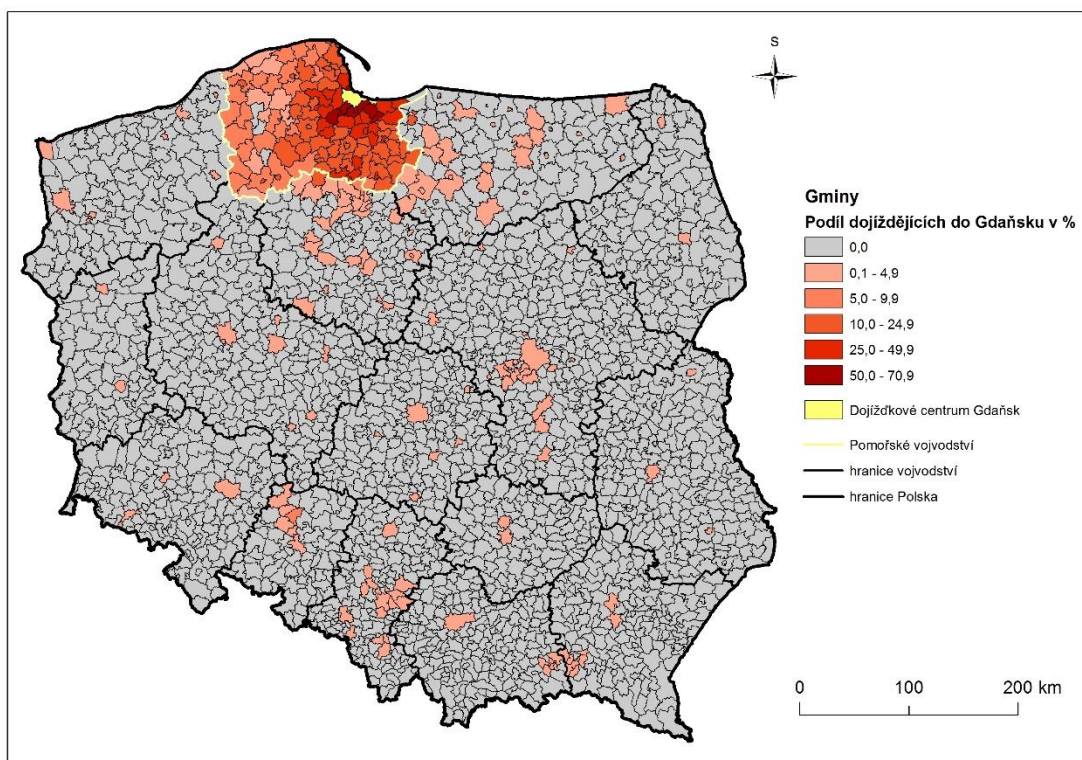 S
Gminy
Podíl dojíždějících do Gdaňsku v %
0,0
0,1 - 4,9
5,0 - 9,9
10,0 - 24,9
25,0 - 49,9
50,0 - 70,9
Dojížďkové centrum Gdaňsk
Pomořské vojvodství
hranice vojvodství
hranice Polska
0 100 200 km